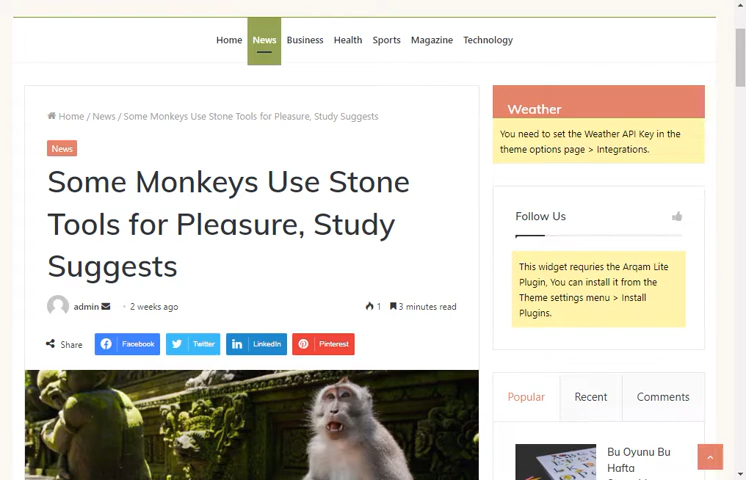 Home News Business Health Sports Magazine Technology
Home / News / Some Monkeys Use Stone Tools for Pleasure, Study Suggests
News
Some Monkeys Use Stone
Tools for Pleasure, Study
Suggests
admin · 2 weeks ago 1 3 minutes read
Share Facebook Twitter LinkedIn Pinterest
Weather
You need to set the Weather API Key in the
theme options page > Integrations.
Follow Us
This widget requries the Arqam Lite
Plugin, You can install it from the
Theme settings menu > Install
Plugins.
Popular Recent Comments
Bu Oyunu Bu
Hafta